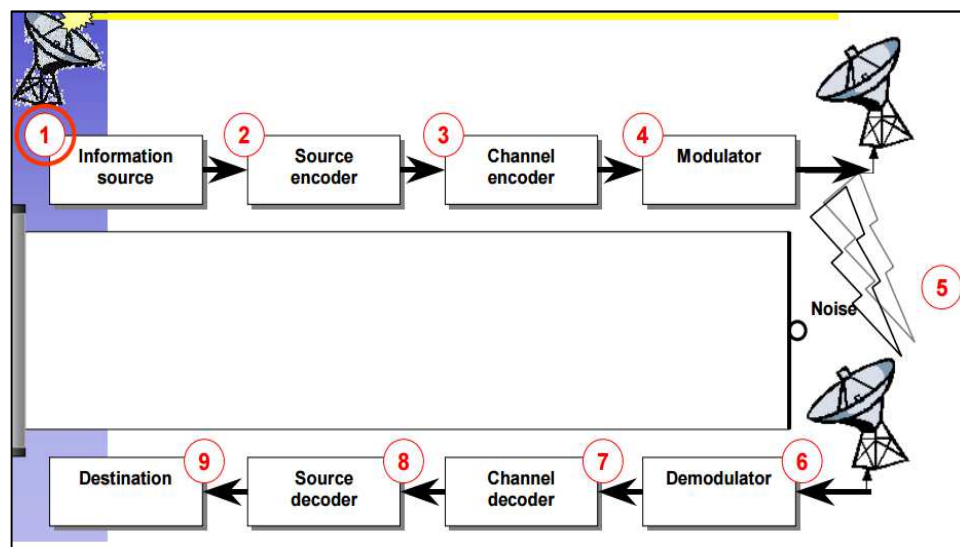 1
Information
source
2
Source
encoder
3
Channel
encoder
4
Modulator
5
Noise
6
Demodulator
7
Channel
decoder
8
Source
decoder
9
Destination